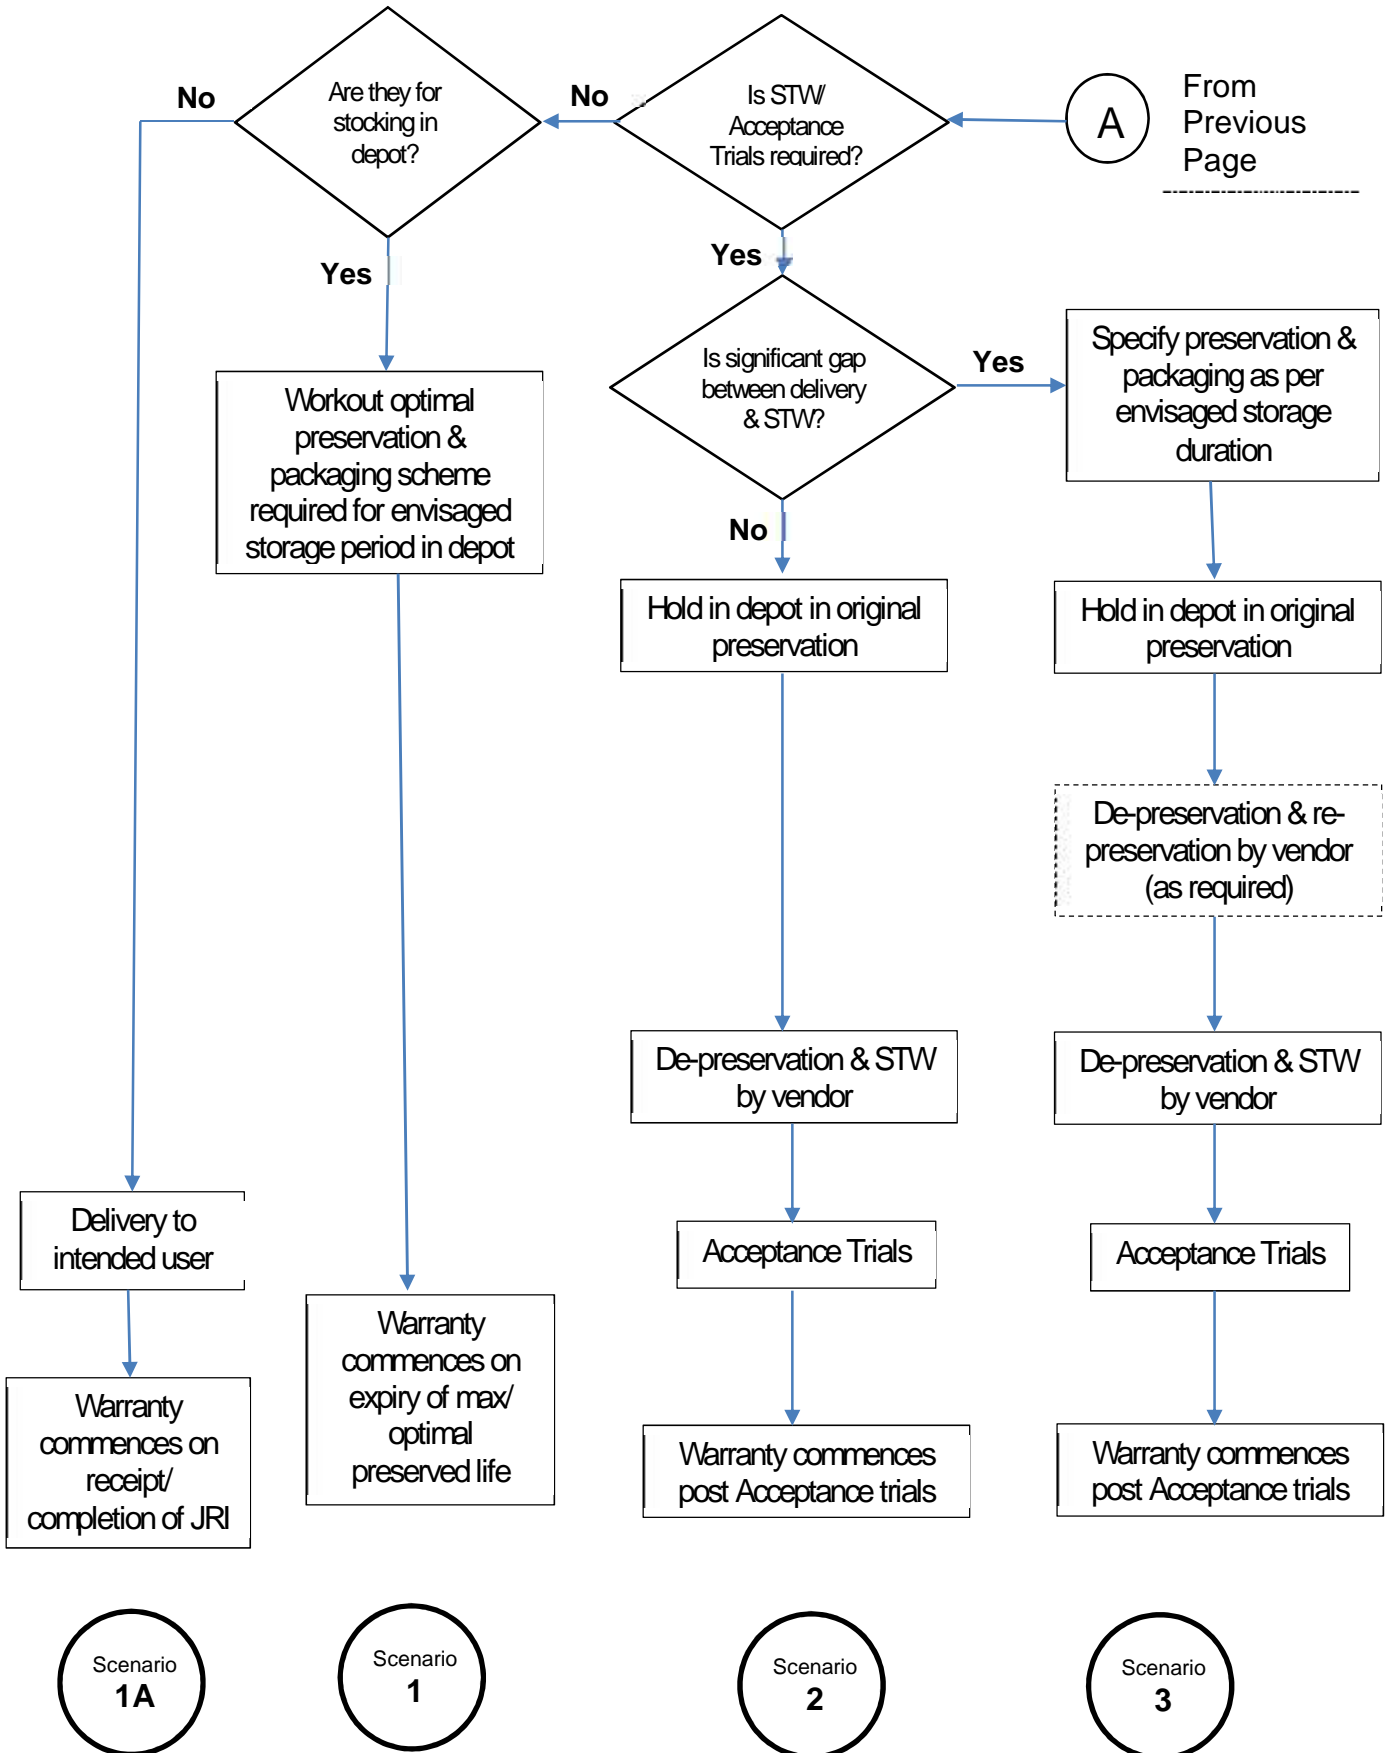 From
Previous
Page
A
Is STW/
Acceptance
Trials required?
No
Are they for
stocking in
depot?
No
Yes
Yes
Is significant gap
between delivery
& STW?
Yes
No
Specify preservation &
packaging as per
envisaged storage
duration
Workout optimal
preservation &
packaging scheme
required for envisaged
storage period in depot
Hold in depot in original
preservation
Hold in depot in original
preservation
De-preservation & re-
preservation by vendor
(as required)
De-preservation & STW
by vendor
De-preservation & STW
by vendor
Delivery to
intended user
Acceptance Trials
Acceptance Trials
Warranty
commences on
receipt/
completion of JRI
Warranty
commences on
expiry of max/
optimal
preserved life
Warranty commences
post Acceptance trials
Warranty commences
post Acceptance trials
Scenario
1A
Scenario
1
Scenario
2
Scenario
3